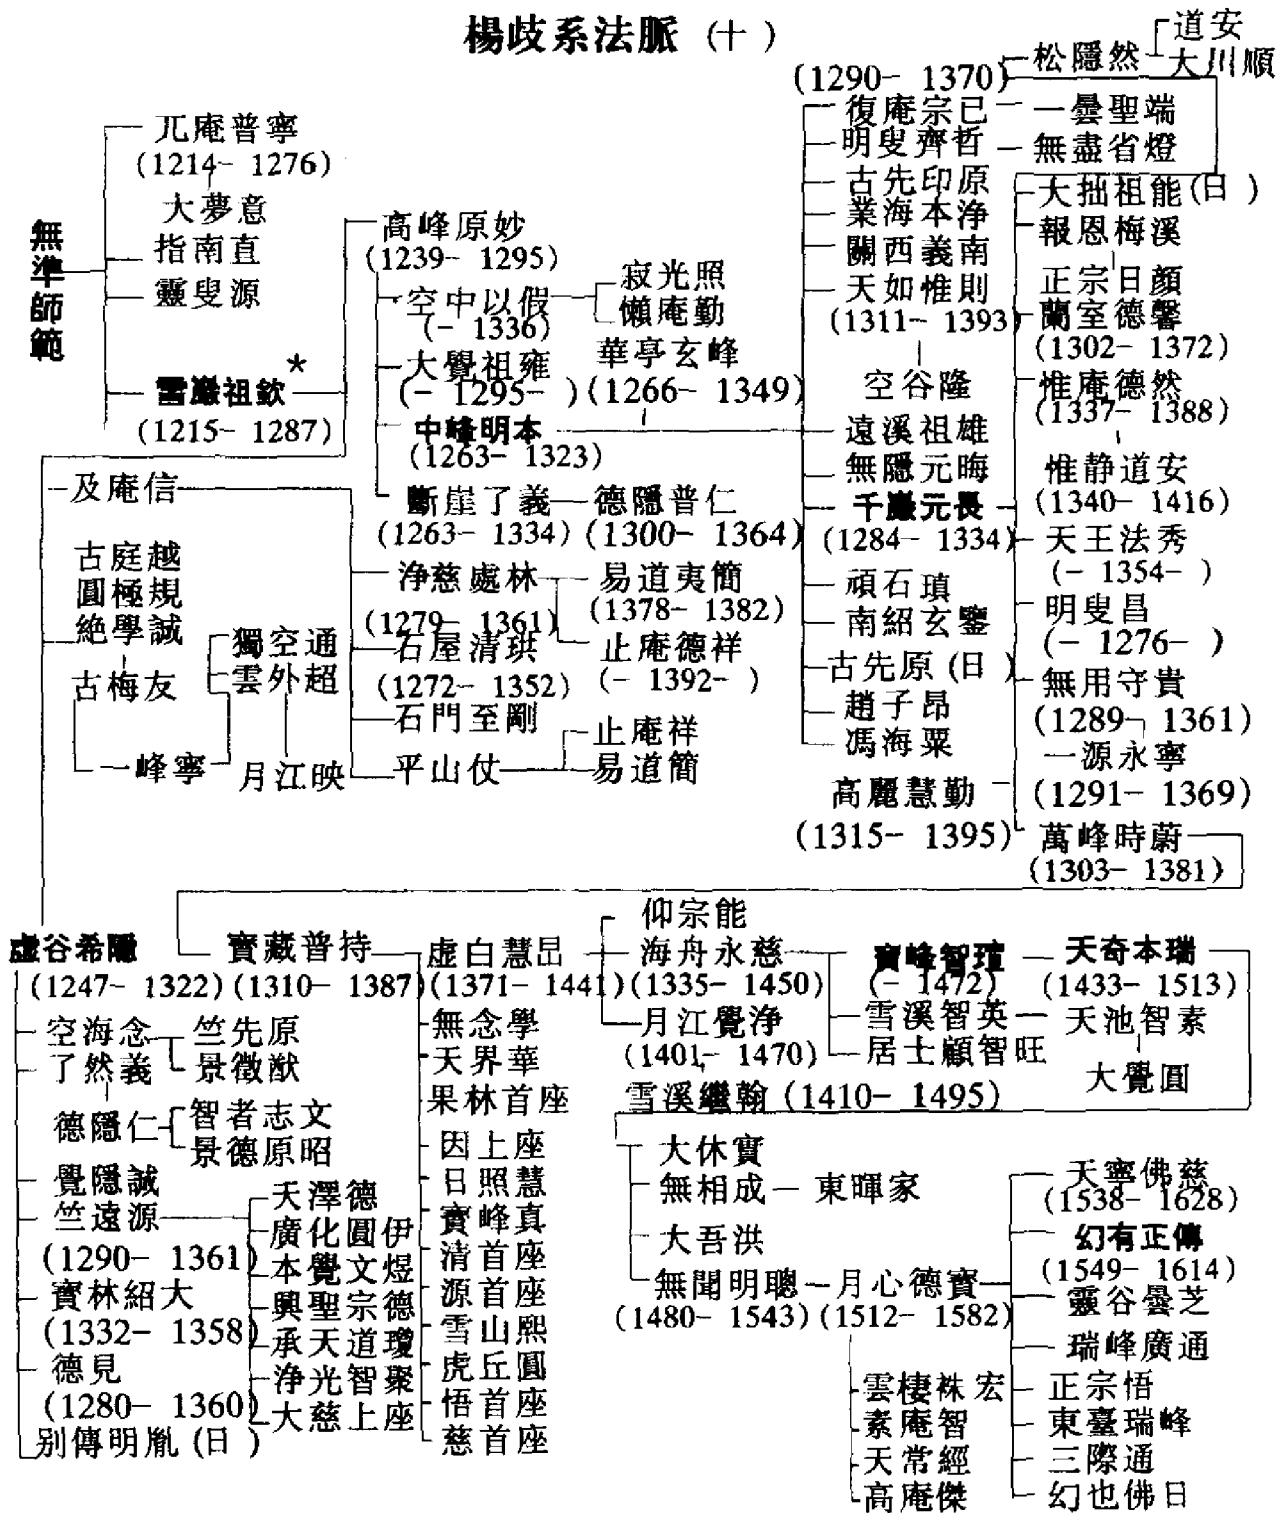 楊歧系法脈 (十 )
無準師範
兀庵普寧
(1214- 1276)
大夢意
指南直
靈叟源
雪巖祖欽 *
(1215- 1287)
高峰原妙
(1239- 1295)
空中以假
(- 1336)
寂光照
懶庵勤
大覺祖雍
(- 1295- )
華亭玄峰
(1266- 1349)
中峰明本
(1263- 1323)
斷崖了義
(1263- 1334)
德隱普仁
(1300- 1364)
(1290- 1370)
松隱然
道安
大川順
復庵宗已
一曇聖端
明叟齊哲
無盡省燈
古先印原
業海本净
關西義南
天如惟則
(1311- 1393)
空谷隆
遠溪祖雄
無隱元晦
千巖元長
(1284- 1334)
頑石瑱
南紹玄鑒
古先原 (日 )
趙子昂
馮海粟
高麗慧勤
(1315- 1395)
大拙祖能(日 )
報恩梅溪
正宗日顏
蘭室德馨
(1302- 1372)
惟庵德然
(1337- 1388)
惟静道安
(1340- 1416)
天王法秀
(- 1354- )
明叟昌
(- 1276- )
無用守貴
(1289- 1361)
一源永寧
(1291- 1369)
萬峰時蔚
(1303- 1381)
及庵信
净慈處林
(1279- 1361)
易道夷簡
(1378- 1382)
止庵德祥
(- 1392- )
石屋清珙
(1272- 1352)
石門至剛
平山仗
止庵祥
易道簡
古庭越
圓極規
絶學誠
古梅友
獨空通
雲外超
一峰寧
月江映
虚谷希隱
(1247- 1322)
空海念
竺先原
景徵猷
了然義
德隱仁
智者志文
景德原昭
覺隱誠
竺遠源
(1290- 1361)
天澤德
廣化圓伊
本覺文煜
興聖宗德
承天道瓊
净光智聚
大慈上座
寶林紹大
(1332- 1358)
德見
(1280- 1360)
别傳明胤 (日 )
寶藏普持
(1310- 1387)
虚白慧旵
(1371- 1441)
無念學
天界華
果林首座
因上座
日照慧
寶峰真
清首座
源首座
雪山熙
虎丘圓
悟首座
慈首座
仰宗能
海舟永慈
(1335- 1450)
月江覺净
(1401- 1470)
雪溪繼翰 (1410- 1495)
寶峰智瑄
(- 1472)
雪溪智英
居士顧智旺
天奇本瑞
(1433- 1513)
天池智素
大覺圓
大休實
無相成
東暉家
大吾洪
無聞明聰
(1480- 1543)
月心德寶
(1512- 1582)
雲棲袾宏
素庵智
天常經
高庵傑
天寧佛慈
(1538- 1628)
幻有正傳
(1549- 1614)
靈谷曇芝
瑞峰廣通
正宗悟
東臺瑞峰
三際通
幻也佛日